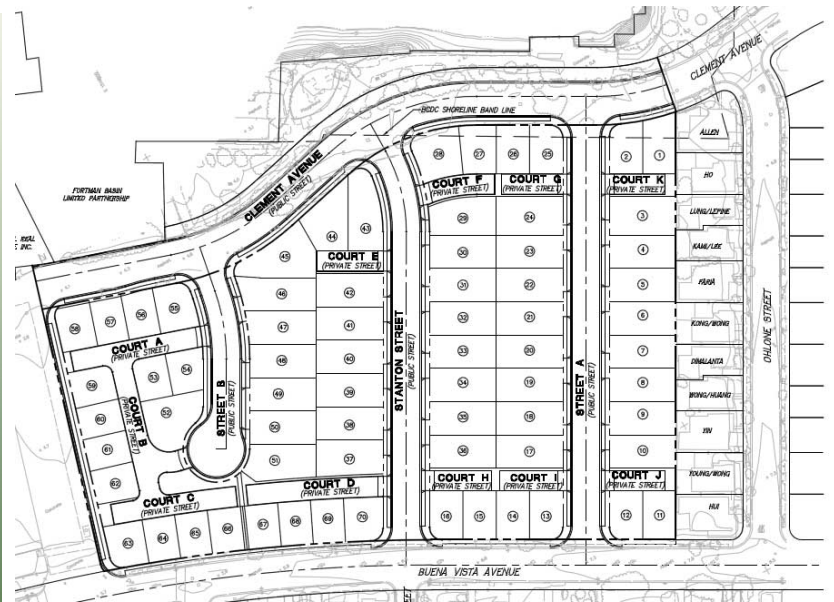 CLEMENT AVENUE
BCDC SHORELINE BAND LINE
ALLEN
28
27
26
25
2
1
FORTMAN BASIN
LIMITED PARTNERSHIP
CLEMENT AVENUE
(PUBLIC STREET)
COURT F
(PRIVATE STREET)
COURT G
(PRIVATE STREET)
COURT K
(PRIVATE STREET)
HO
29
24
3
LUNG/LEPINE
44
43
REAL
INC.
45
COURT E
(PRIVATE STREET)
30
23
4
KAMI/LEE
46
42
31
22
5
FARIA
58
57
56
55
47
41
32
21
6
KONG/WONG
COURT A
(PRIVATE STREET)
48
40
33
20
7
DIMALANTA
STANTON STREET
(PUBLIC STREET)
STREET A
(PUBLIC STREET)
OHLONE STREET
59
53
54
49
39
34
19
8
WONG/HUANG
60
COURT B
(PRIVATE STREET)
52
STREET B
(PUBLIC STREET)
50
38
35
18
9
YIN
61
51
37
36
17
10
62
COURT C
(PRIVATE STREET)
COURT D
(PRIVATE STREET)
COURT H
(PRIVATE STREET)
COURT I
(PRIVATE STREET)
COURT J
(PRIVATE STREET)
YOUNG/WONG
63
64
65
66
67
68
69
70
16
15
14
13
12
11
HUI
BUENA VISTA AVENUE